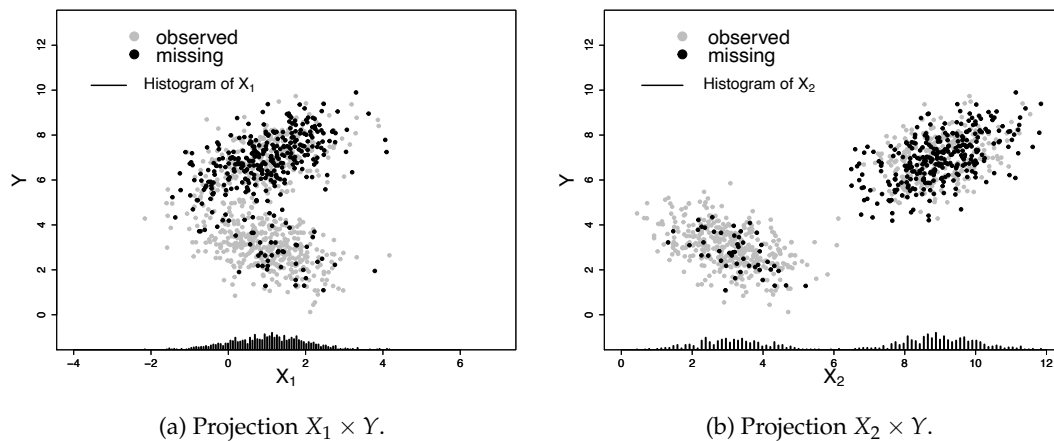 observed
missing
Histogram of X₁
Y
0 2 4 6 8 10 12
−4 −2 0 2 4 6
X₁
(a) Projection X₁ × Y.
observed
missing
Histogram of X₂
Y
0 2 4 6 8 10 12
0 2 4 6 8 10 12
X₂
(b) Projection X₂ × Y.